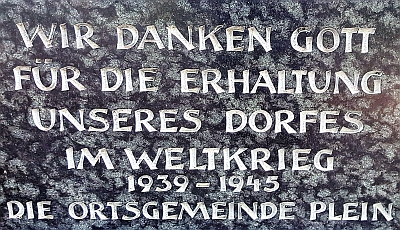 WIR DANKEN GOTT
FÜR DIE ERHALTUNG
UNSERES DORFES
IM WELTKRIEG
1939 - 1945
DIE ORTSGEMEINDE PLEIN